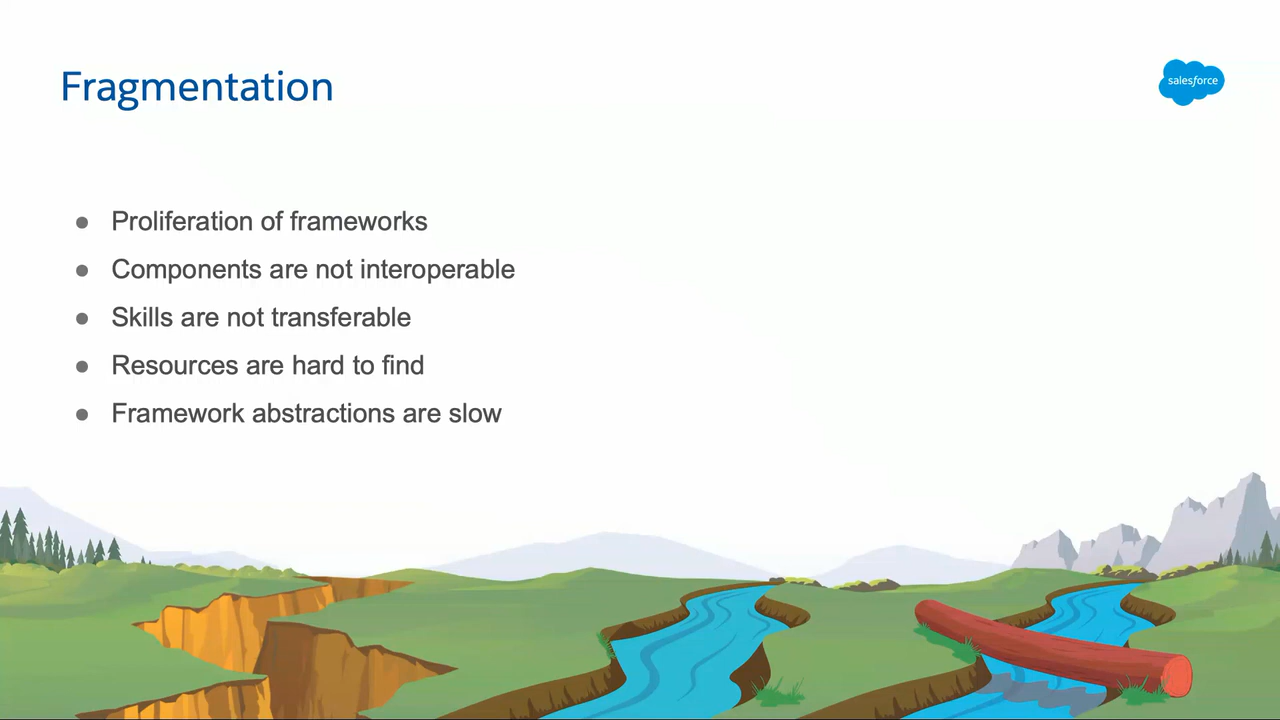 Fragmentation
salesforce
● Proliferation of frameworks
● Components are not interoperable
● Skills are not transferable
● Resources are hard to find
● Framework abstractions are slow